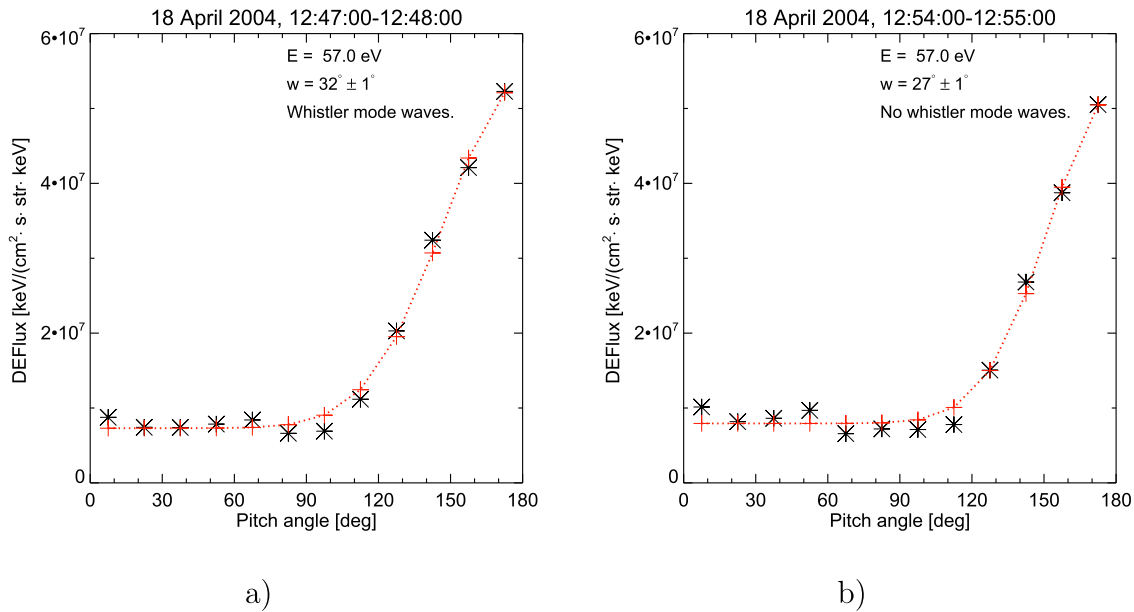 18 April 2004, 12:47:00-12:48:00
6•10⁷
4•10⁷
2•10⁷
0
DEFlux [keV/(cm²· s· str· keV]
E = 57.0 eV
w = 32° ± 1°
Whistler mode waves.
0 30 60 90 120 150 180
Pitch angle [deg]
a)
18 April 2004, 12:54:00-12:55:00
6•10⁷
4•10⁷
2•10⁷
0
DEFlux [keV/(cm²· s· str· keV]
E = 57.0 eV
w = 27° ± 1°
No whistler mode waves.
0 30 60 90 120 150 180
Pitch angle [deg]
b)